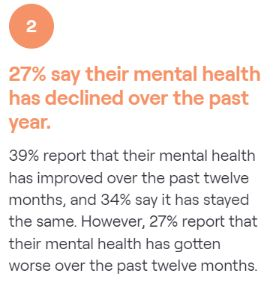 2
27% say their mental health
has declined over the past
year.
39% report that their mental health
has improved over the past twelve
months, and 34% say it has stayed
the same. However, 27% report that
their mental health has gotten
worse over the past twelve months.